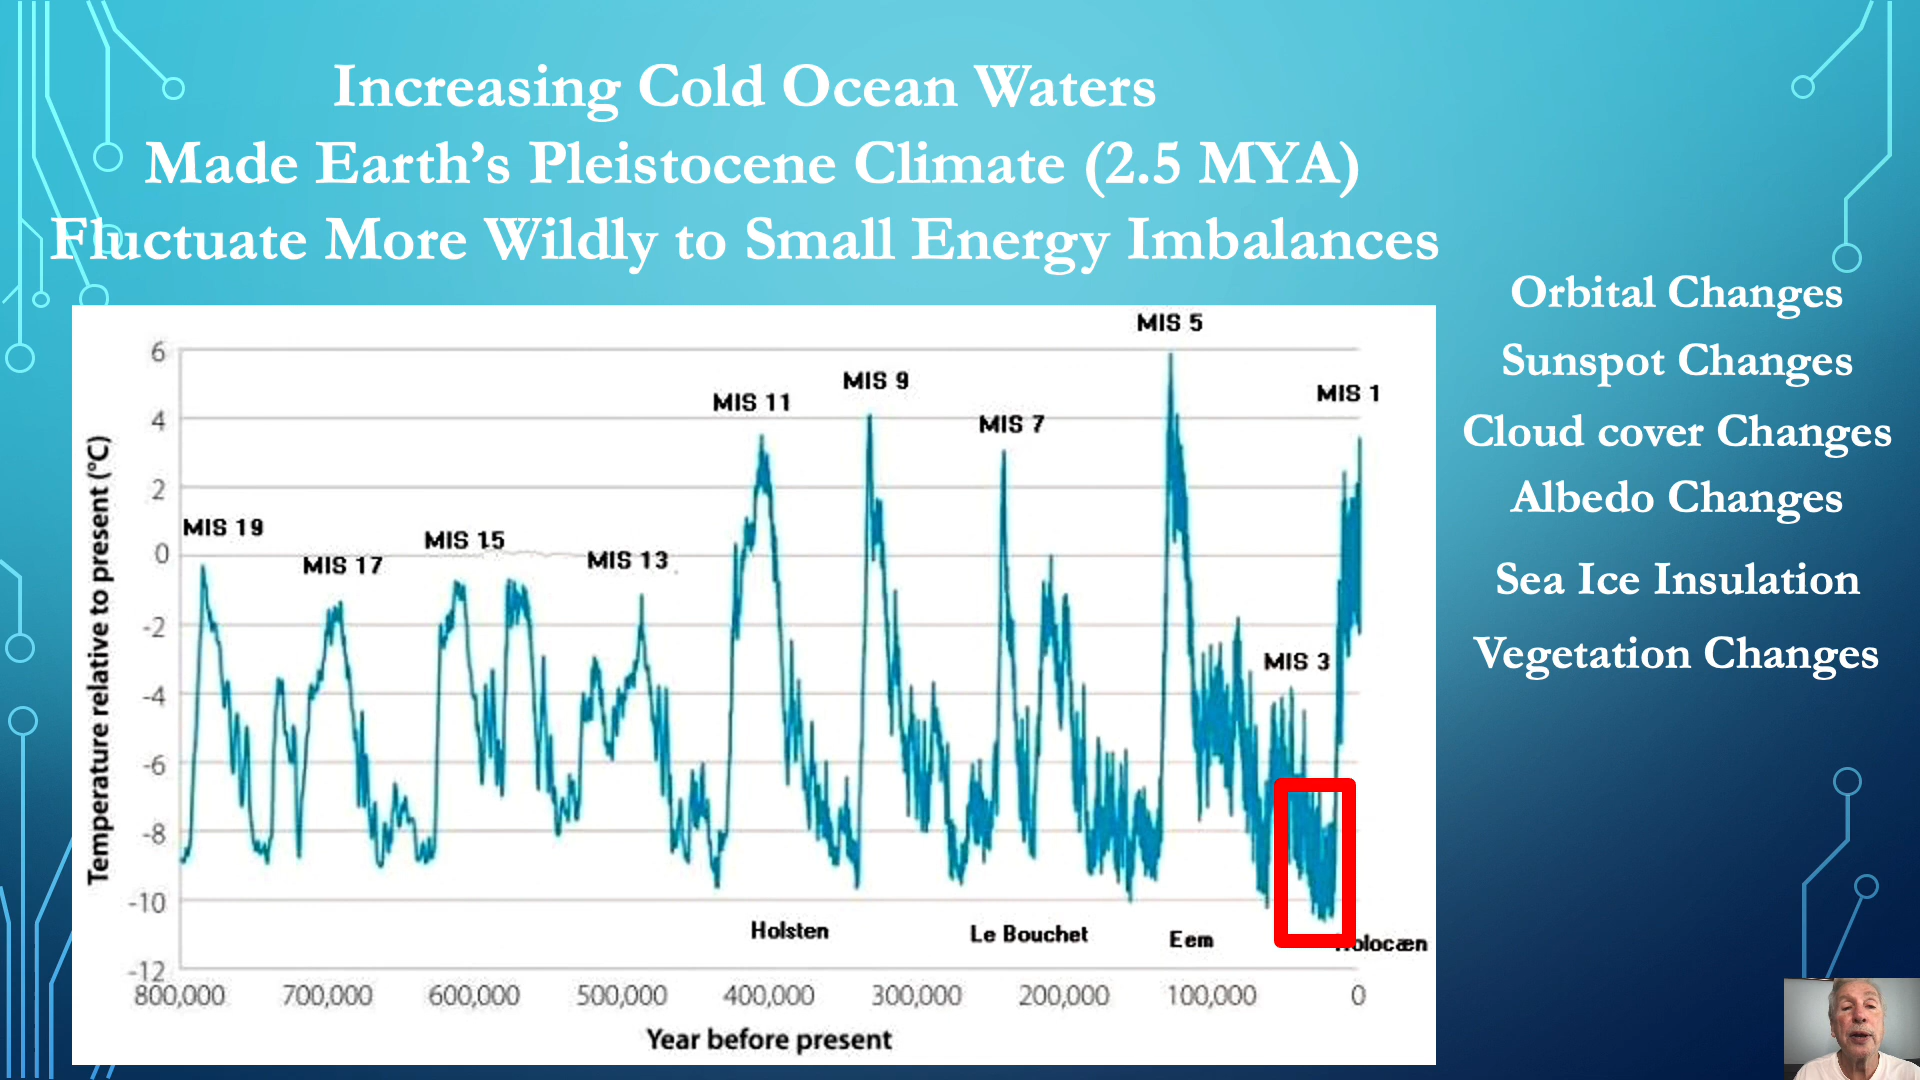 Increasing Cold Ocean Waters
Made Earth's Pleistocene Climate (2.5 MYA)
Fluctuate More Wildly to Small Energy Imbalances
Orbital Changes
Sunspot Changes
Cloud cover Changes
Albedo Changes
Sea Ice Insulation
Vegetation Changes
Temperature relative to present (°C)
6
4
2
0
-2
-4
-6
-8
-10
-12
MIS 19
MIS 17
MIS 15
MIS 13
MIS 11
MIS 9
MIS 7
MIS 5
MIS 3
MIS 1
Holsten
Le Bouchet
Eem
800,000
700,000
600,000
500,000
400,000
300,000
200,000
100,000
0
Year before present